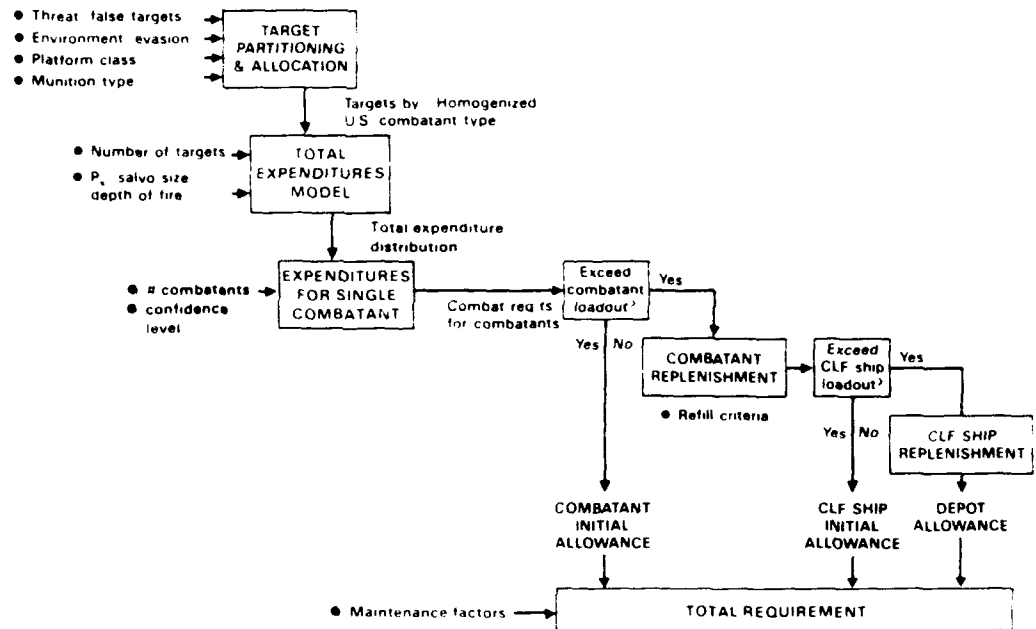 ● Threat false targets
● Environment evasion
● Platform class
● Munition type
TARGET
PARTITIONING
& ALLOCATION
Targets by Homogenized
U.S. combatant type
● Number of targets
● Pk salvo size
depth of fire
TOTAL
EXPENDITURES
MODEL
Total expenditure
distribution
● # combatants
● confidence
level
EXPENDITURES
FOR SINGLE
COMBATANT
Combat req ts
for combatants
Exceed
combatant
loadout?
Yes
Yes No
COMBATANT
REPLENISHMENT
● Refill criteria
Exceed
CLF ship
loadout?
Yes
Yes No
CLF SHIP
REPLENISHMENT
COMBATANT
INITIAL
ALLOWANCE
CLF SHIP
INITIAL
ALLOWANCE
DEPOT
ALLOWANCE
● Maintenance factors
TOTAL REQUIREMENT